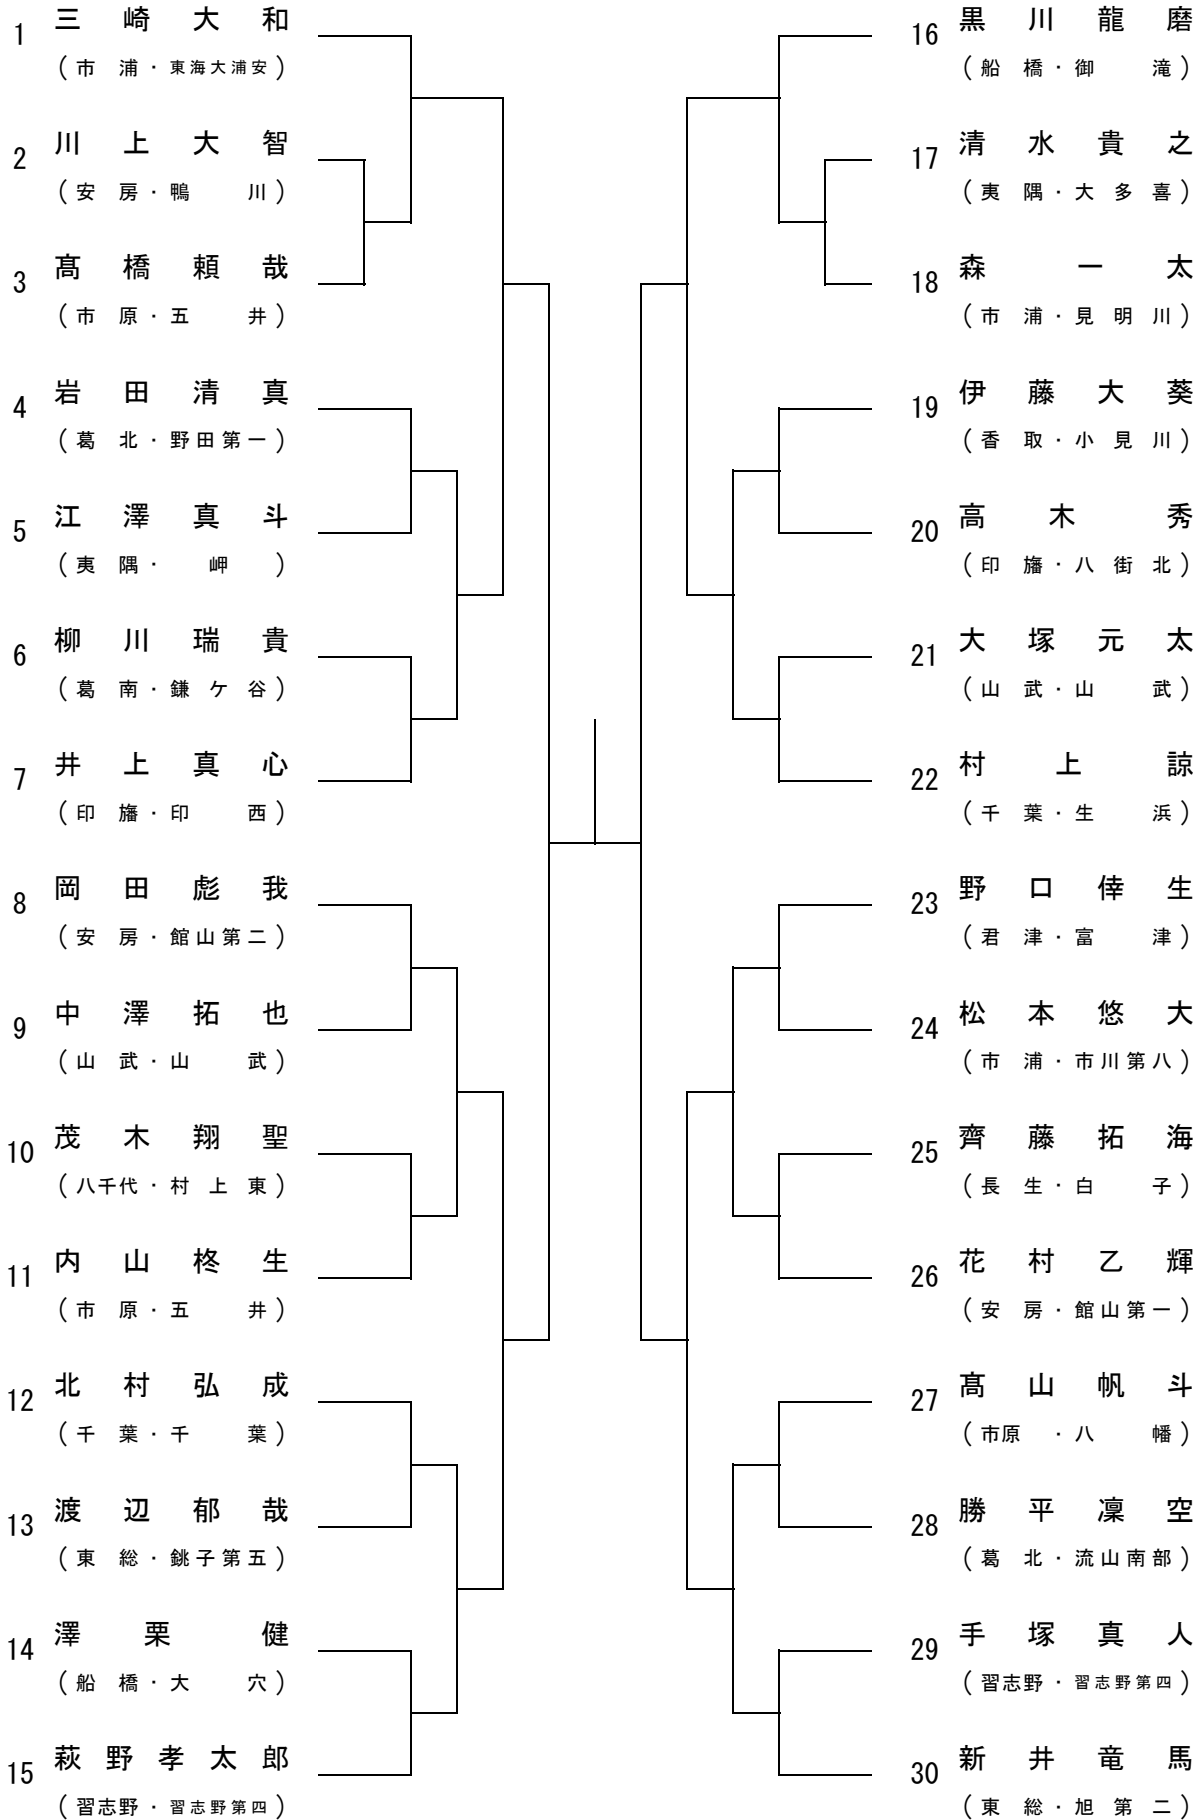 1 三崎大和
（市浦・東海大浦安）
2 川上大智
（安房・鴨川）
3 髙橋頼哉
（市原・五井）
4 岩田清真
（葛北・野田第一）
5 江澤真斗
（夷隅・岬）
6 柳川瑞貴
（葛南・鎌ケ谷）
7 井上真心
（印旛・印西）
8 岡田彪我
（安房・館山第二）
9 中澤拓也
（山武・山武）
10 茂木翔聖
（八千代・村上東）
11 内山柊生
（市原・五井）
12 北村弘成
（千葉・千葉）
13 渡辺郁哉
（東総・銚子第五）
14 澤栗健
（船橋・大穴）
15 萩野孝太郎
（習志野・習志野第四）
16 黒川龍磨
（船橋・御滝）
17 清水貴之
（夷隅・大多喜）
18 森一太
（市浦・見明川）
19 伊藤大葵
（香取・小見川）
20 高木秀
（印旛・八街北）
21 大塚元太
（山武・山武）
22 村上諒
（千葉・生浜）
23 野口倖生
（君津・富津）
24 松本悠大
（市浦・市川第八）
25 齊藤拓海
（長生・白子）
26 花村乙輝
（安房・館山第一）
27 髙山帆斗
（市原・八幡）
28 勝平凜空
（葛北・流山南部）
29 手塚真人
（習志野・習志野第四）
30 新井竜馬
（東総・旭第二）